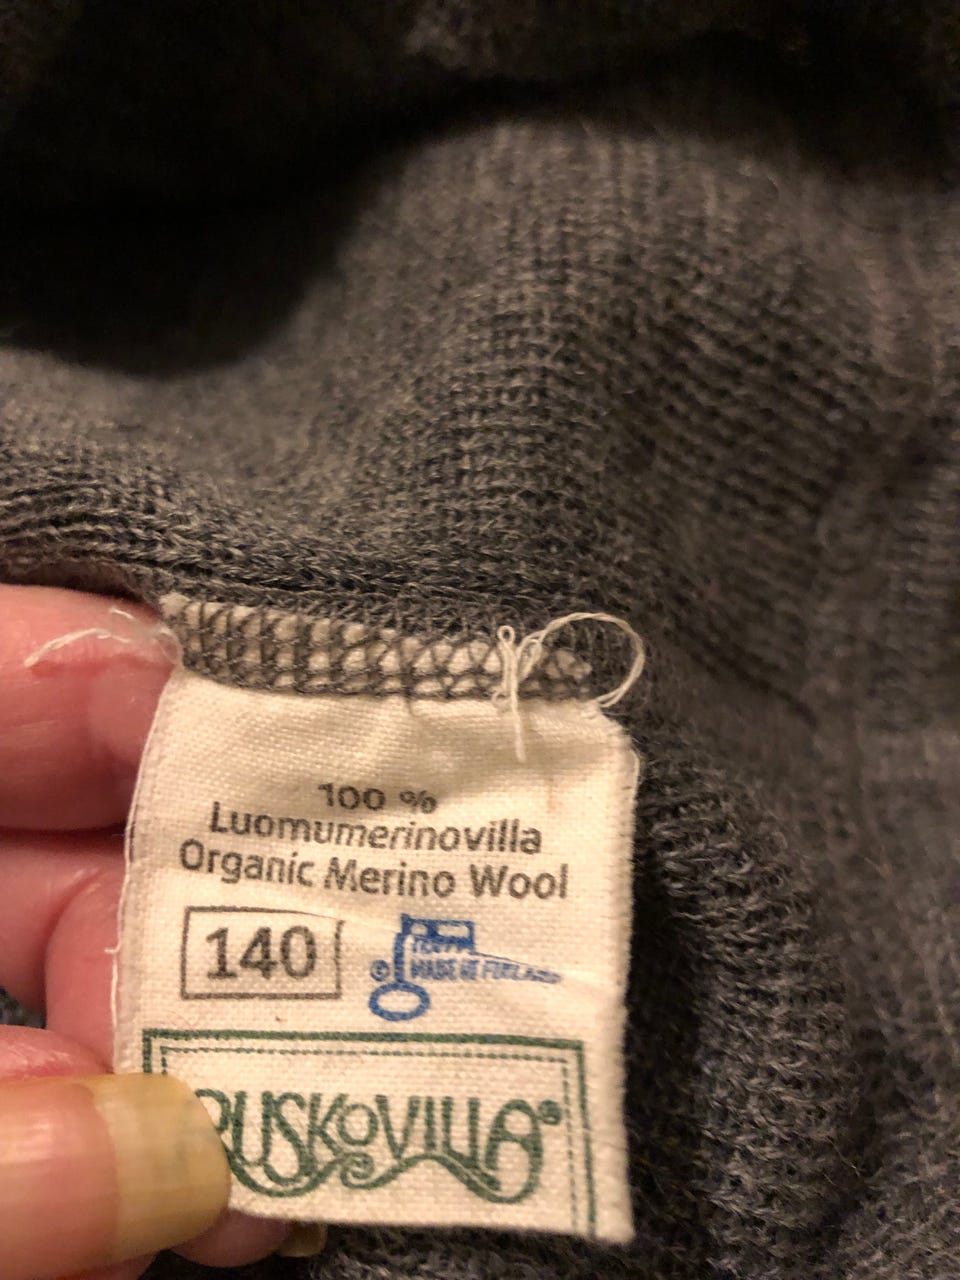 100 %
Luomumerinovilla
Organic Merino Wool
140
©
MADE IN FINLAND
RUSKOVILLA®